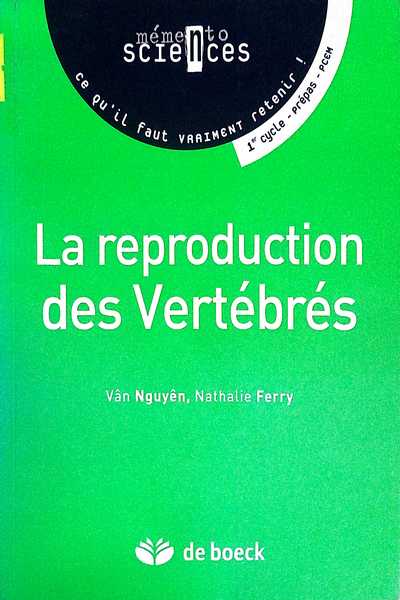 mémento
sciences
ce qu'il faut VRAIMENT retenir !
1er cycle - Prépas - PCEM
La reproduction
des Vertébrés
Vân Nguyên, Nathalie Ferry
de boeck